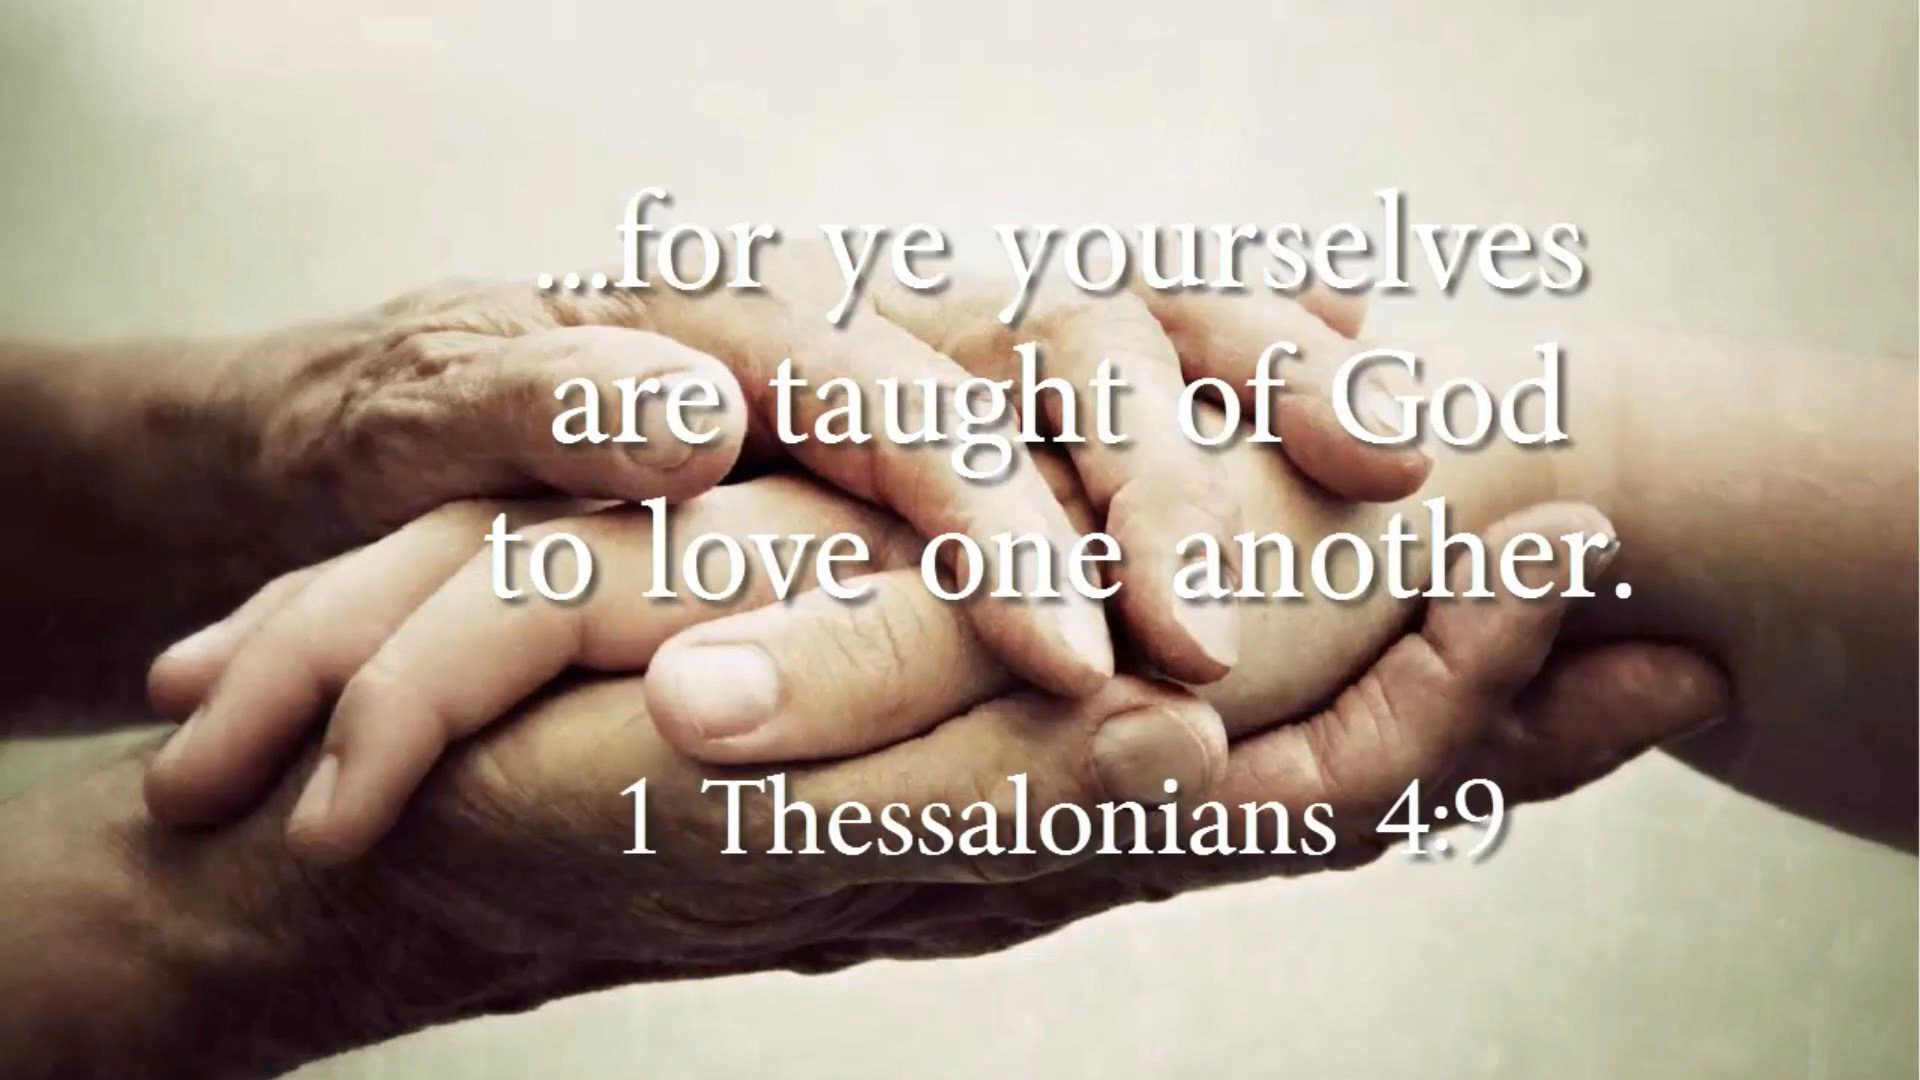 ...for ye yourselves
are taught of God
to love one another.
1 Thessalonians 4:9